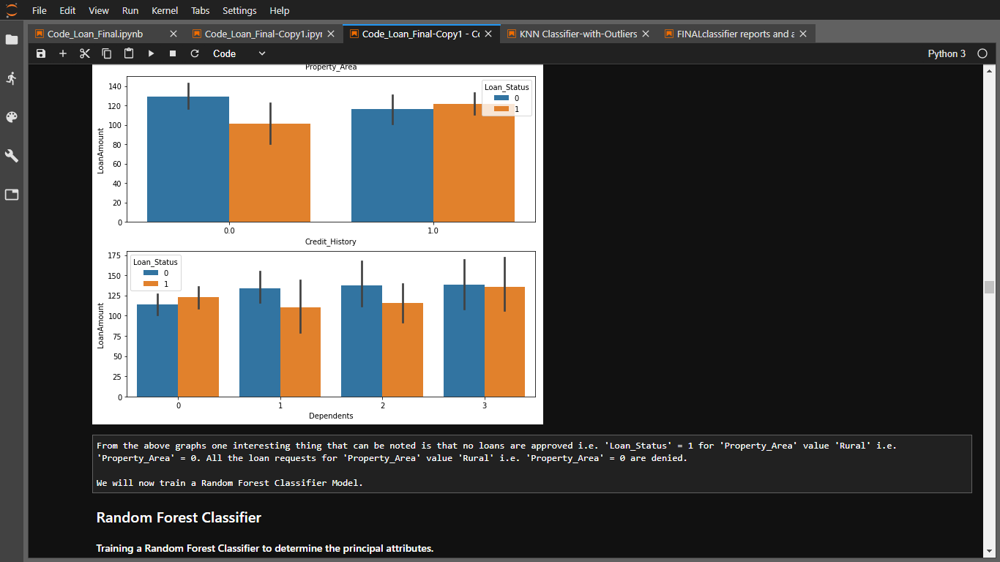 File Edit View Run Kernel Tabs Settings Help
Code_Loan_Final.ipynb
Code_Loan_Final-Copy1.ipyn
Code_Loan_Final-Copy1 - Co
KNN Classifier-with-Outliers
FINALclassifier reports and a
Code
Python 3
Property_Area
140
120
100
80
60
40
20
0
LoanAmount
Loan_Status
0
1
0.0 1.0
Credit_History
175
150
125
100
75
50
25
0
LoanAmount
Loan_Status
0
1
0 1 2 3
Dependents
From the above graphs one interesting thing that can be noted is that no loans are approved i.e. 'Loan_Status' = 1 for 'Property_Area' value 'Rural' i.e.
'Property_Area' = 0. All the loan requests for 'Property_Area' value 'Rural' i.e. 'Property_Area' = 0 are denied.
We will now train a Random Forest Classifier Model.
Random Forest Classifier
Training a Random Forest Classifier to determine the principal attributes.